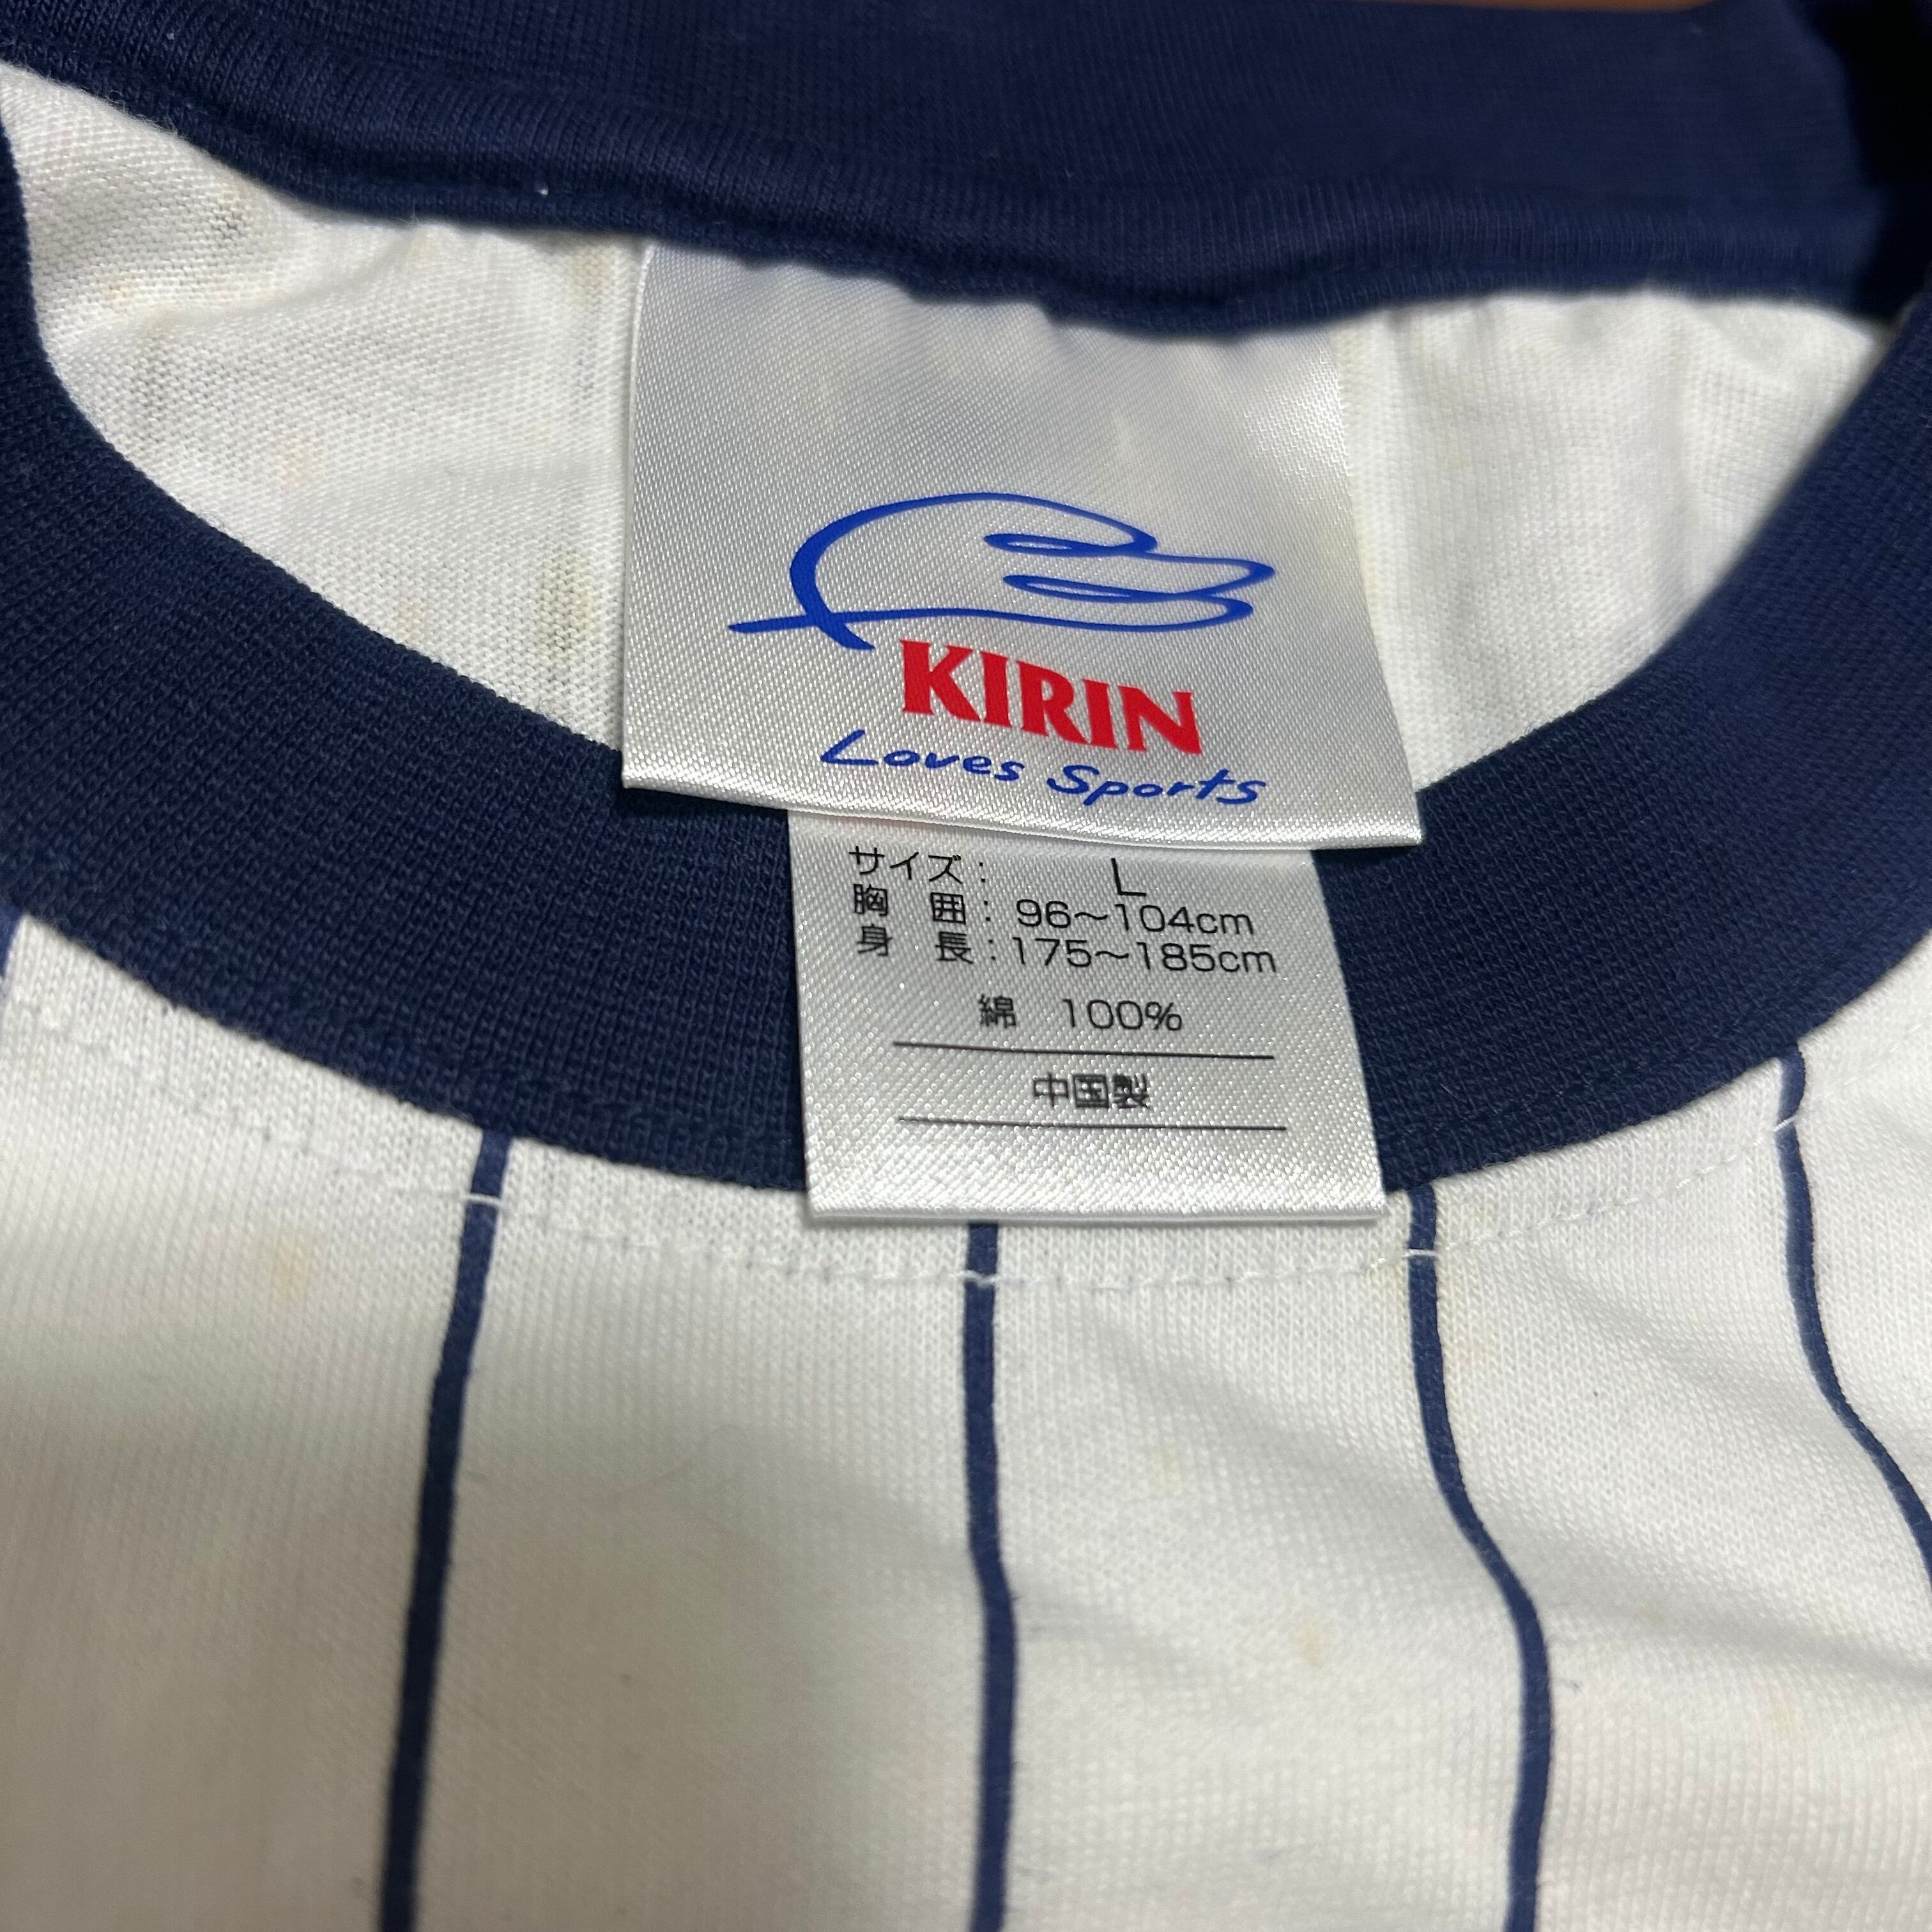 KIRIN
Loves Sports
サイズ： L
胸 囲：96～104cm
身 長：175～185cm
綿 100%
中国製